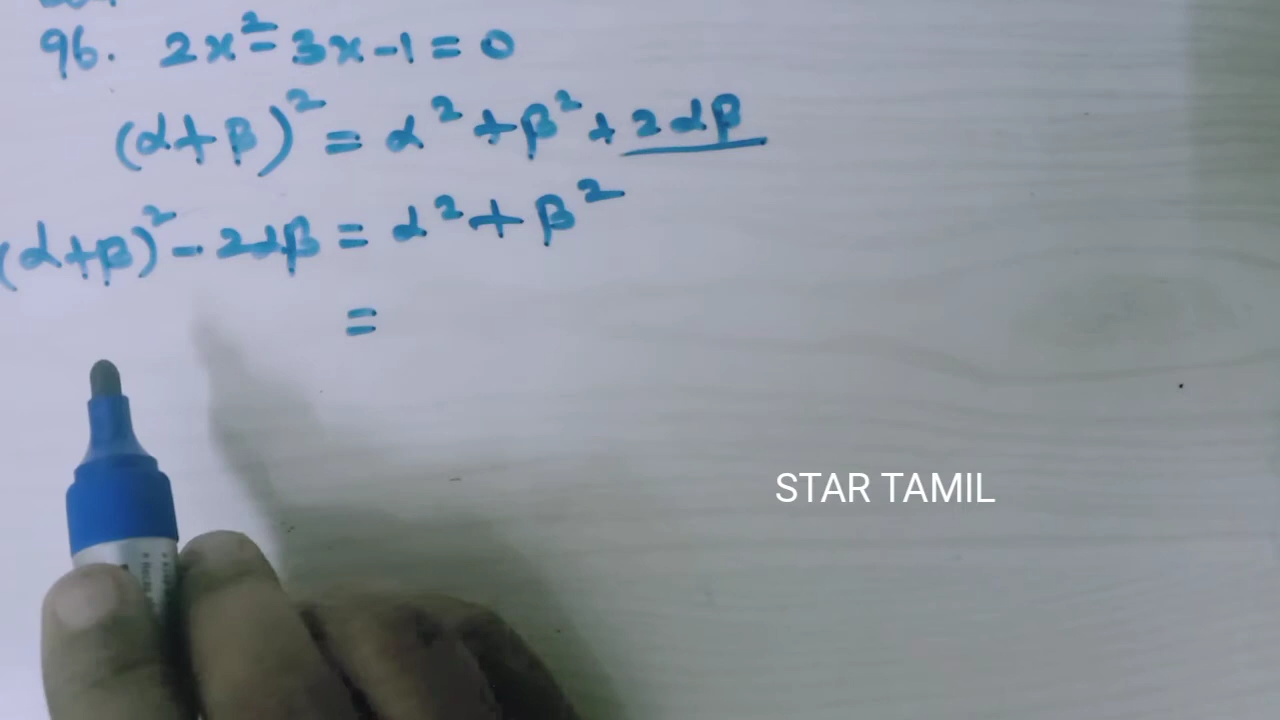 96. 2x² - 3x - 1 = 0
(α+β)² = α² + β² + 2αβ
(α+β)² - 2αβ = α² + β²
=
STAR TAMIL